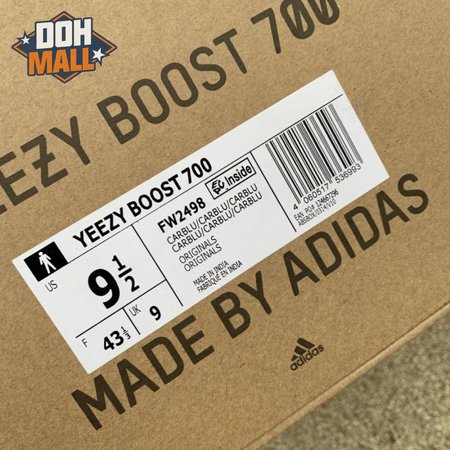 DOH
MALL
YEEZY BOOST 700
YEEZY BOOST 700
FW2498
Inside
CARBLU/CARBLU/CARBLU
CARBLU/CARBLU/CARBLU
ORIGINALS
ORIGINALS
MADE IN INDIA
FABRIQUÉ EN INDIA
4 060517 536993
US
9 1/2
F
43 1/3
UK
9
MADE BY ADIDAS
adidas